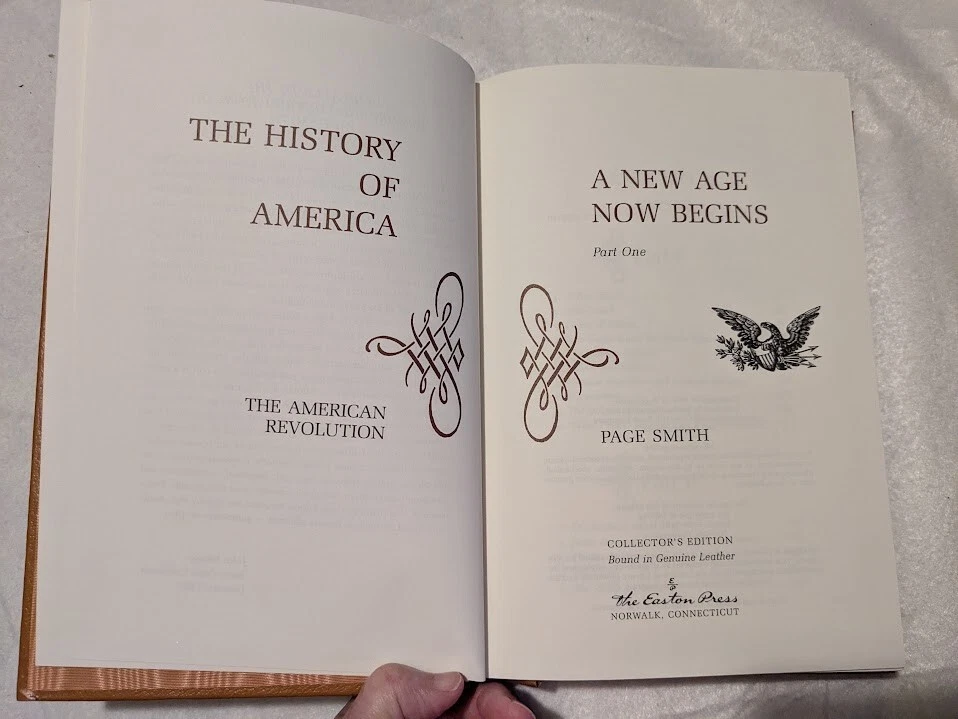 THE HISTORY
OF
AMERICA
THE AMERICAN
REVOLUTION
A NEW AGE
NOW BEGINS
Part One
PAGE SMITH
COLLECTOR'S EDITION
Bound in Genuine Leather
E/P
the Easton Press
NORWALK, CONNECTICUT